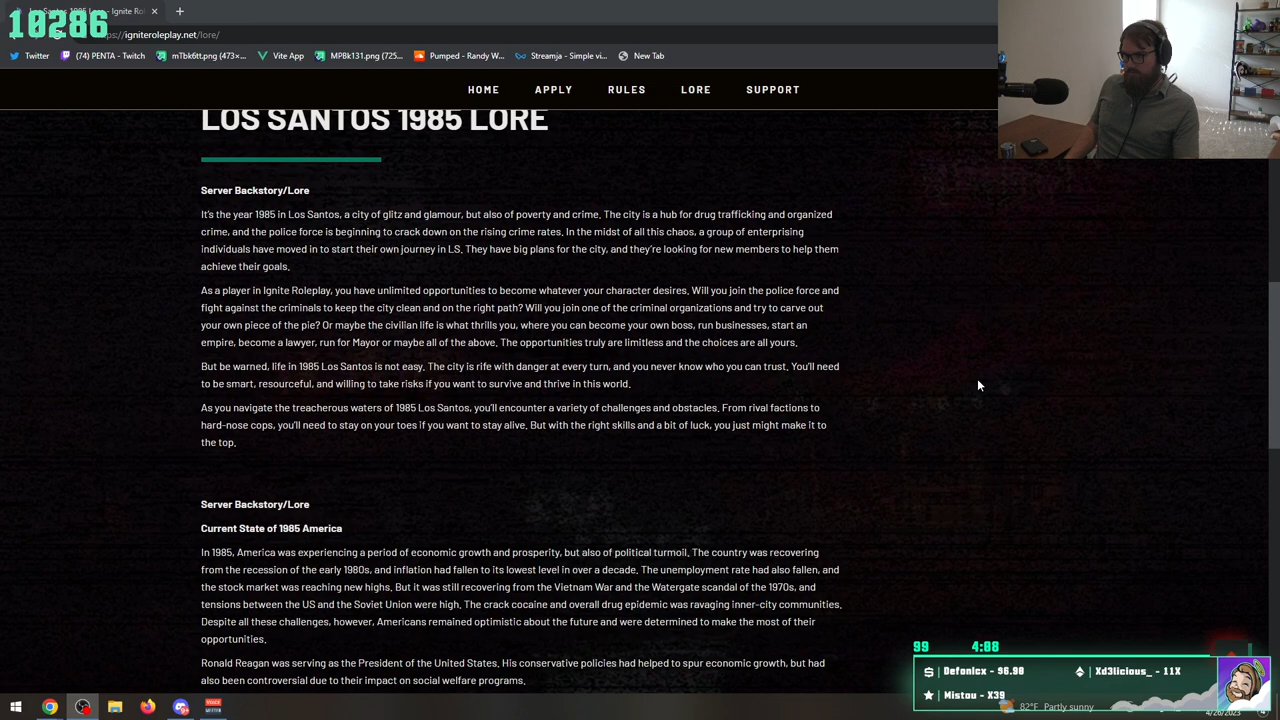 10286
Los Santos 1985 Lore - Ignite Rol
igniteroleplay.net/lore/
Twitter
(74) PENTA - Twitch
mTbk6tt.png (473×...
Vite App
MPBk131.png (725...
Pumped - Randy W...
Streamja - Simple vi...
New Tab
HOME
APPLY
RULES
LORE
SUPPORT
LOS SANTOS 1985 LORE
Server Backstory/Lore
It's the year 1985 in Los Santos, a city of glitz and glamour, but also of poverty and crime. The city is a hub for drug trafficking and organized
crime, and the police force is beginning to crack down on the rising crime rates. In the midst of all this chaos, a group of enterprising
individuals have moved in to start their own journey in LS. They have big plans for the city, and they're looking for new members to help them
achieve their goals.
As a player in Ignite Roleplay, you have unlimited opportunities to become whatever your character desires. Will you join the police force and
fight against the criminals to keep the city clean and on the right path? Will you join one of the criminal organizations and try to carve out
your own piece of the pie? Or maybe the civilian life is what thrills you, where you can become your own boss, run businesses, start an
empire, become a lawyer, run for Mayor or maybe all of the above. The opportunities truly are limitless and the choices are all yours.
But be warned, life in 1985 Los Santos is not easy. The city is rife with danger at every turn, and you never know who you can trust. You'll need
to be smart, resourceful, and willing to take risks if you want to survive and thrive in this world.
As you navigate the treacherous waters of 1985 Los Santos, you'll encounter a variety of challenges and obstacles. From rival factions to
hard-nose cops, you'll need to stay on your toes if you want to stay alive. But with the right skills and a bit of luck, you just might make it to
the top.
Server Backstory/Lore
Current State of 1985 America
In 1985, America was experiencing a period of economic growth and prosperity, but also of political turmoil. The country was recovering
from the recession of the early 1980s, and inflation had fallen to its lowest level in over a decade. The unemployment rate had also fallen, and
the stock market was reaching new highs. But it was still recovering from the Vietnam War and the Watergate scandal of the 1970s, and
tensions between the US and the Soviet Union were high. The crack cocaine and overall drug epidemic was ravaging inner-city communities.
Despite all these challenges, however, Americans remained optimistic about the future and were determined to make the most of their
opportunities.
Ronald Reagan was serving as the President of the United States. His conservative policies had helped to spur economic growth, but had
also been controversial due to their impact on social welfare programs.
99
4:08
Defonicx - $6.90
Xd3licious_ - 11X
Mistou - X39
82°F Partly sunny
4/26/2023